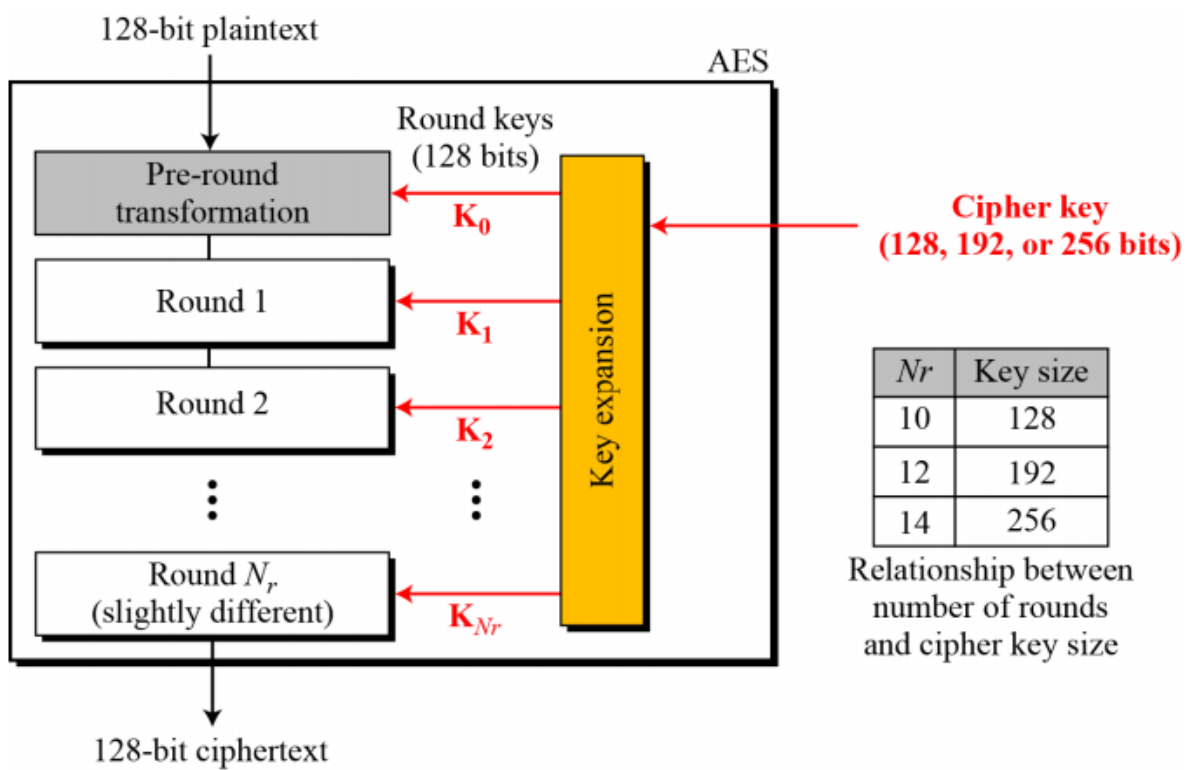 128-bit plaintext
AES
Round keys
(128 bits)
Pre-round
transformation
K0
Cipher key
(128, 192, or 256 bits)
Round 1
K1
Key expansion
Round 2
K2
Nr Key size
10 128
12 192
14 256
Round Nr
(slightly different)
KNr
Relationship between
number of rounds
and cipher key size
128-bit ciphertext